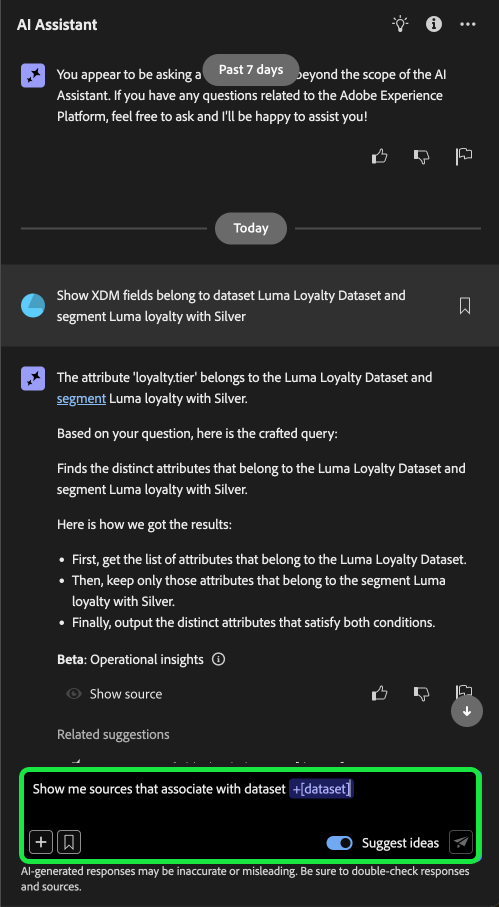 AI Assistant
Past 7 days
You appear to be asking a beyond the scope of the AI
Assistant. If you have any questions related to the Adobe Experience
Platform, feel free to ask and I'll be happy to assist you!
Today
Show XDM fields belong to dataset Luma Loyalty Dataset and
segment Luma loyalty with Silver
The attribute 'loyalty.tier' belongs to the Luma Loyalty Dataset and
segment Luma loyalty with Silver.
Based on your question, here is the crafted query:
Finds the distinct attributes that belong to the Luma Loyalty Dataset and
segment Luma loyalty with Silver.
Here is how we got the results:
• First, get the list of attributes that belong to the Luma Loyalty Dataset.
• Then, keep only those attributes that belong to the segment Luma
loyalty with Silver.
• Finally, output the distinct attributes that satisfy both conditions.
Beta: Operational insights
Show source
Related suggestions
Show me sources that associate with dataset +[dataset]
Suggest ideas
AI-generated responses may be inaccurate or misleading. Be sure to double-check responses
and sources.